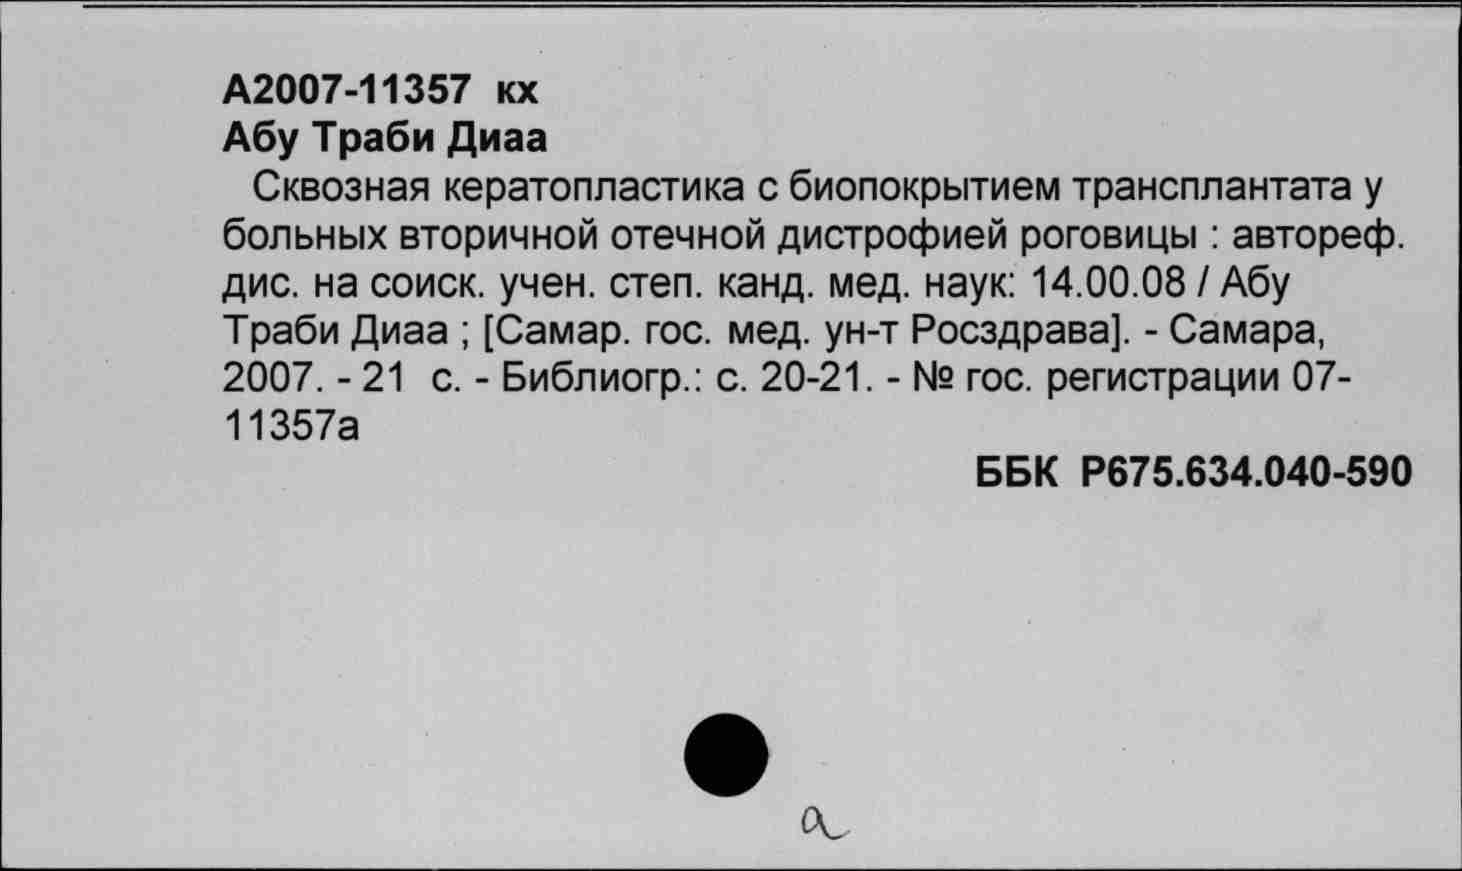 А2007-11357 кх
Абу Траби Диаа
Сквозная кератопластика с биопокрытием трансплантата у
больных вторичной отечной дистрофией роговицы : автореф.
дис. на соиск. учен. степ. канд. мед. наук: 14.00.08 / Абу
Траби Диаа ; [Самар. гос. мед. ун-т Росздрава]. - Самара,
2007. - 21 с. - Библиогр.: с. 20-21. - № гос. регистрации 07-
11357а
ББК Р675.634.040-590
а